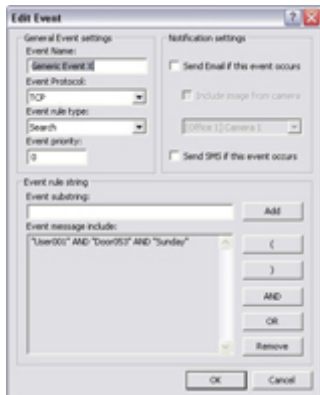 Edit Event
General Event settings
Event Name:
Generic Event X
Event Protocol:
TCP
Event rule type:
Search
Event priority:
0
Notification settings
Send Email if this event occurs
Include image from camera
[Office 1] Camera 1
Send SMS if this event occurs
Event rule string
Event substring:
Add
Event message include:
"User001" AND "Door053" AND "Sunday"
(
)
AND
OR
Remove
OK
Cancel